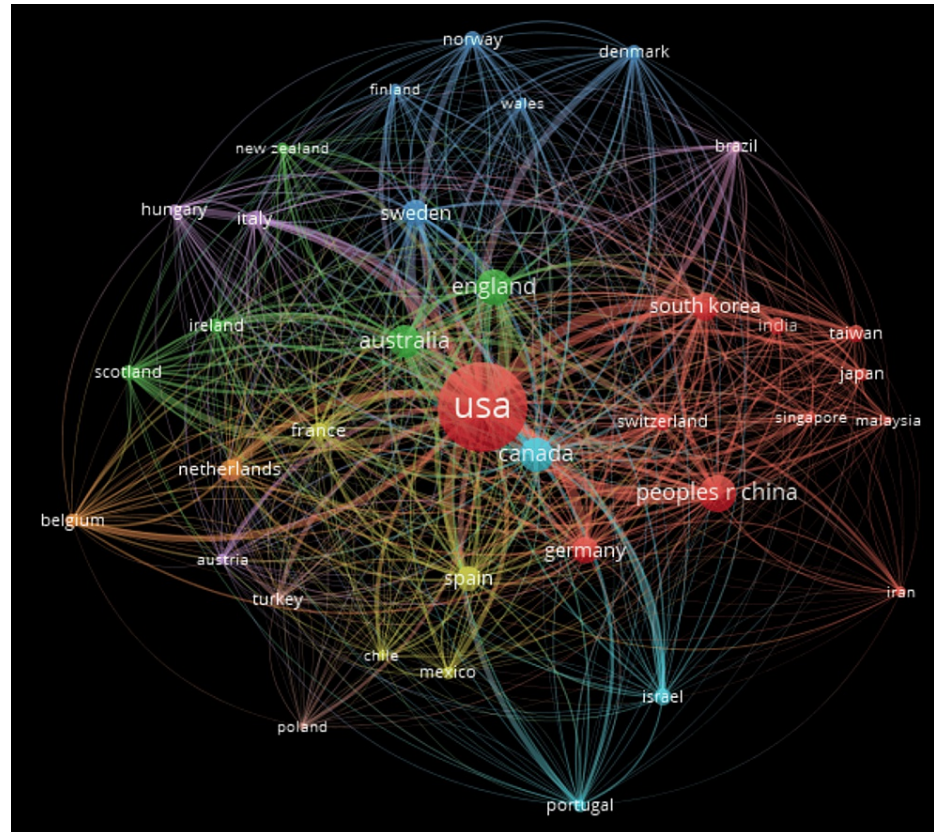 norway
denmark
finland
wales
new zealand
brazil
hungary
italy
sweden
england
south korea
india
ireland
taiwan
australia
scotland
japan
usa
singapore
malaysia
switzerland
france
canada
netherlands
peoples r china
belgium
germany
austria
spain
iran
turkey
chile
mexico
israel
poland
portugal